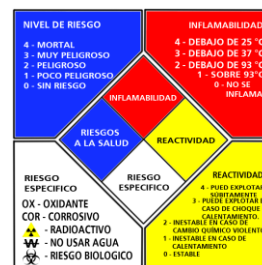 NIVEL DE RIESGO
4 - MORTAL
3 - MUY PELIGROSO
2 - PELIGROSO
1 - POCO PELIGROSO
0 - SIN RIESGO
INFLAMABILIDAD
4 - DEBAJO DE 25 °C
3 - DEBAJO DE 37 °C
2 - DEBAJO DE 93 °C
1 - SOBRE 93°C
0 - NO SE
INFLAMA
INFLAMABILIDAD
RIESGOS
A LA SALUD
REACTIVIDAD
RIESGO
ESPECIFICO
RIESGO
ESPECIFICO
OX - OXIDANTE
COR - CORROSIVO
- RADIOACTIVO
W - NO USAR AGUA
- RIESGO BIOLOGICO
REACTIVIDAD
4 - PUED EXPLOTAR
SÚBITAMENTE
3 - PUEDE EXPLOTAR E
CASO DE CHOQUE
CALENTAMIENTO.
2 - INESTABLE EN CASO DE
CAMBIO QUÍMICO VIOLENTO
1 - INESTABLE EN CASO DE
CALENTAMIENTO
0 - ESTABLE